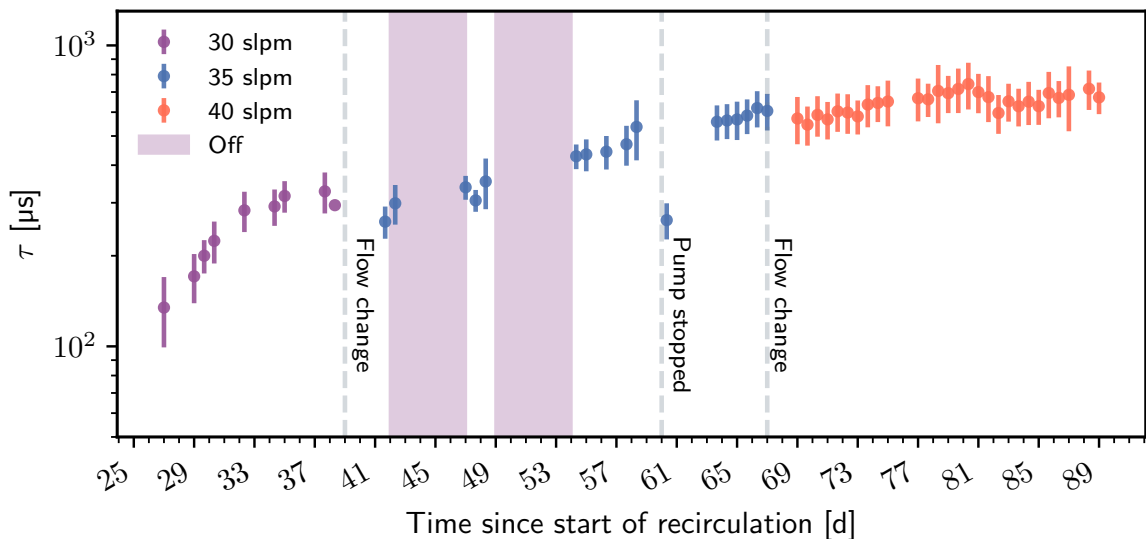 30 slpm
35 slpm
40 slpm
Off
10³
10²
τ [µs]
Flow change
Pump stopped
Flow change
25 29 33 37 41 45 49 53 57 61 65 69 73 77 81 85 89
Time since start of recirculation [d]